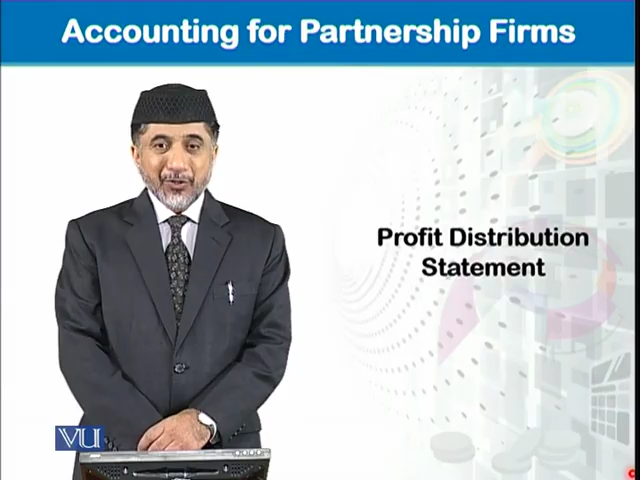 Accounting for Partnership Firms
Profit Distribution
Statement
VU